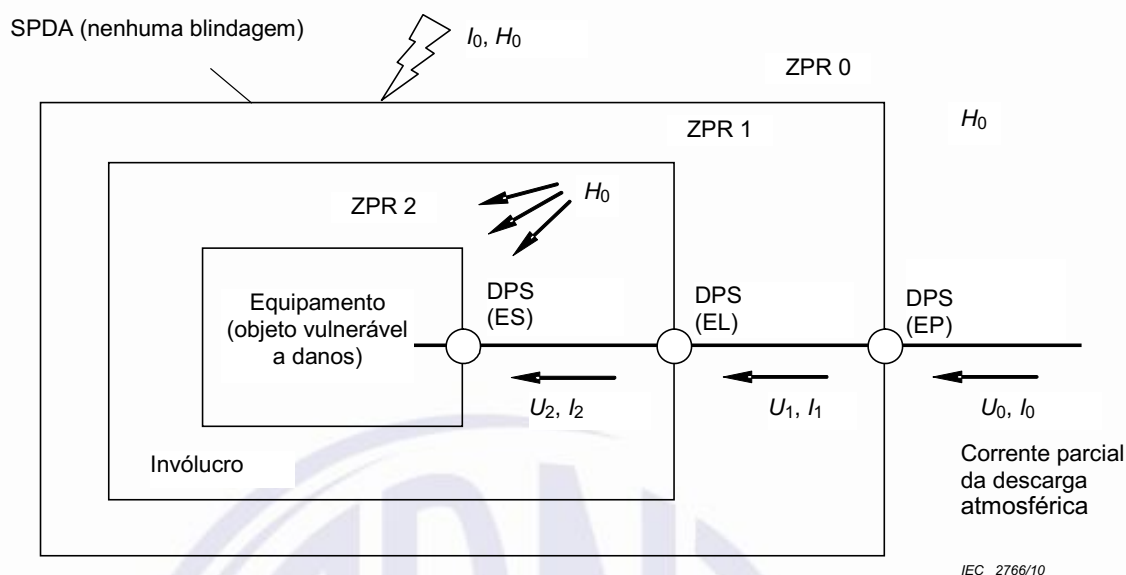 SPDA (nenhuma blindagem)
I0, H0
ZPR 0
ZPR 1
H0
ZPR 2
H0
Equipamento
(objeto vulnerável
a danos)
DPS
(ES)
DPS
(EL)
DPS
(EP)
U2, I2
U1, I1
U0, I0
Invólucro
Corrente parcial
da descarga
atmosférica
IEC 2766/10